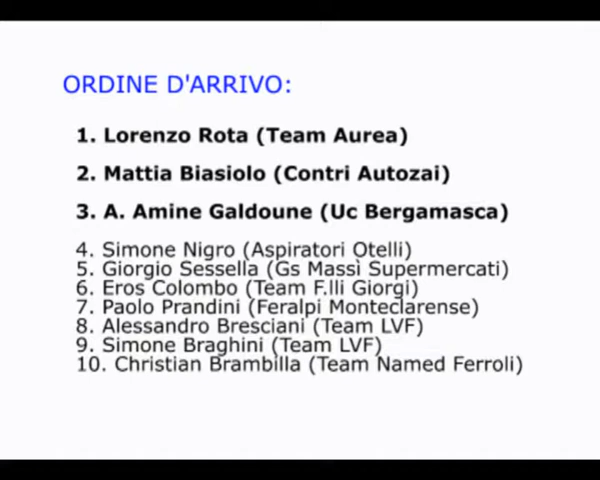 ORDINE D'ARRIVO:
1. Lorenzo Rota (Team Aurea)
2. Mattia Biasiolo (Contri Autozai)
3. A. Amine Galdoune (Uc Bergamasca)
4. Simone Nigro (Aspiratori Otelli)
5. Giorgio Sessella (Gs Massì Supermercati)
6. Eros Colombo (Team F.lli Giorgi)
7. Paolo Prandini (Feralpi Monteclarense)
8. Alessandro Bresciani (Team LVF)
9. Simone Braghini (Team LVF)
10. Christian Brambilla (Team Named Ferroli)